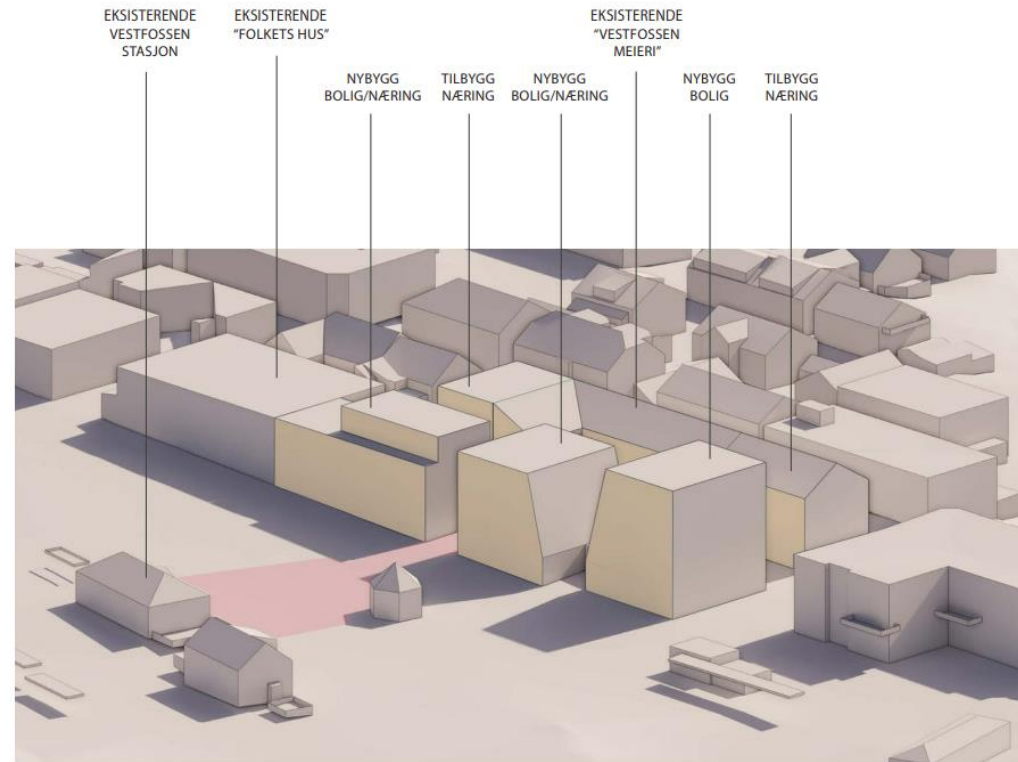 EKSISTERENDE
VESTFOSSEN
STASJON
EKSISTERENDE
“FOLKETS HUS”
NYBYGG
BOLIG/NÆRING
TILBYGG
NÆRING
NYBYGG
BOLIG/NÆRING
EKSISTERENDE
“VESTFOSSEN
MEIERI”
NYBYGG
BOLIG
TILBYGG
NÆRING